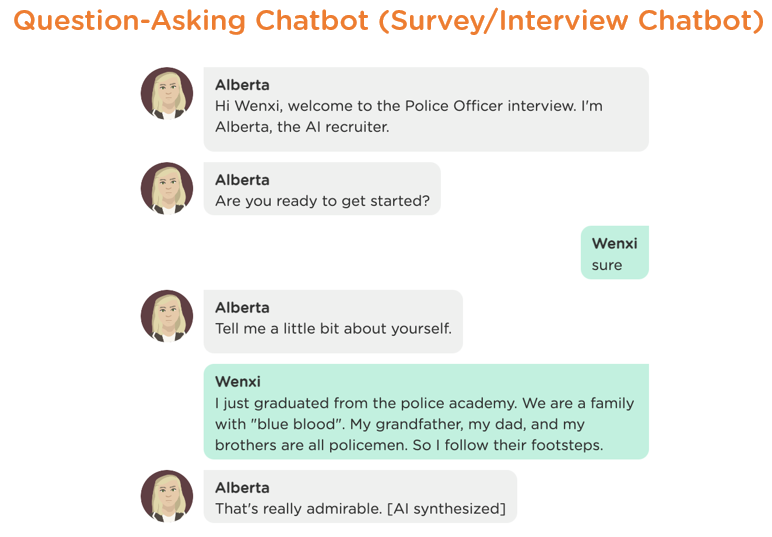 Question-Asking Chatbot (Survey/Interview Chatbot)
Alberta
Hi Wenxi, welcome to the Police Officer interview. I'm
Alberta, the AI recruiter.
Alberta
Are you ready to get started?
Wenxi
sure
Alberta
Tell me a little bit about yourself.
Wenxi
I just graduated from the police academy. We are a family
with "blue blood". My grandfather, my dad, and my
brothers are all policemen. So I follow their footsteps.
Alberta
That's really admirable. [AI synthesized]